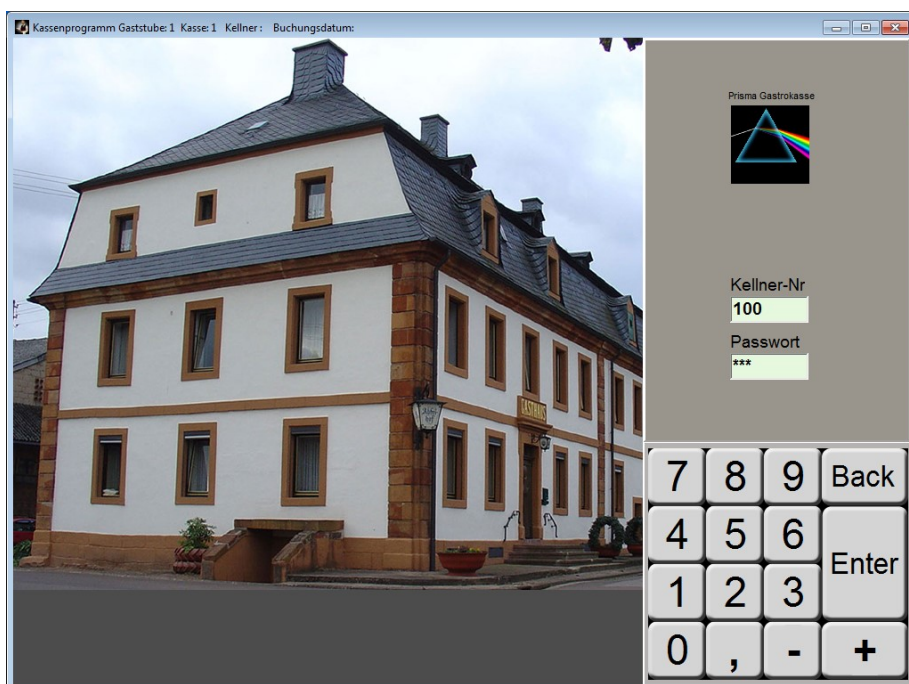 Kassenprogramm Gaststube: 1 Kasse: 1 Kellner : Buchungsdatum:
Prisma Gastrokasse
GASTHAUS
Kellner-Nr
100
Passwort
***
7 8 9 Back
4 5 6
Enter
1 2 3
0 , - +